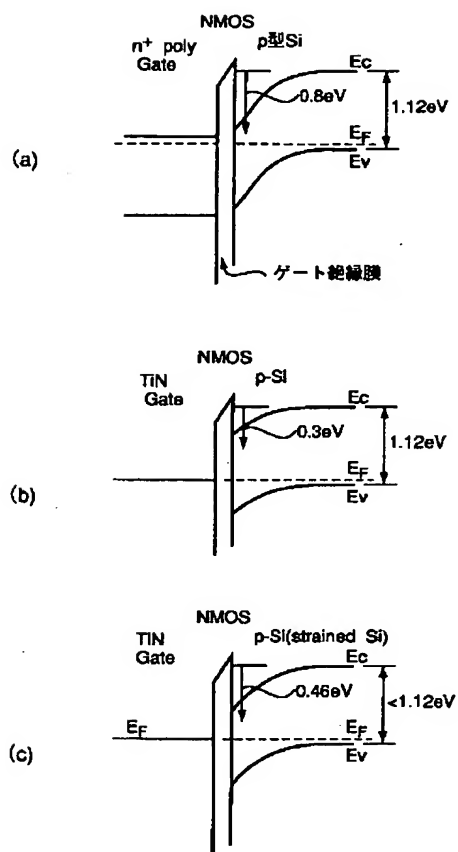 NMOS
n+ poly
Gate
p型Si
Ec
0.8eV
1.12eV
EF
Ev
(a)
ゲート絶縁膜
NMOS
TiN
Gate
p-Si
Ec
0.3eV
1.12eV
EF
Ev
(b)
NMOS
TiN
Gate
p-Si(strained Si)
Ec
0.46eV
<1.12eV
EF
EF
Ev
(c)